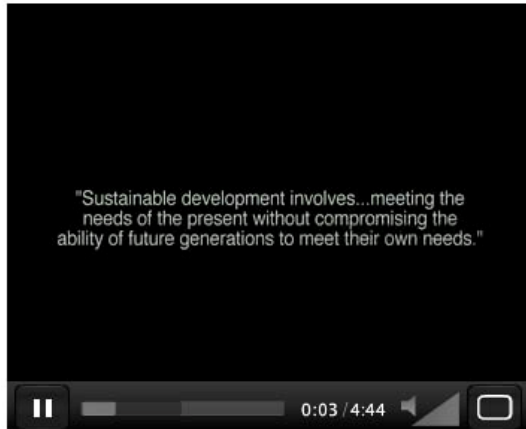 "Sustainable development involves...meeting the
needs of the present without compromising the
ability of future generations to meet their own needs."
0:03/4:44